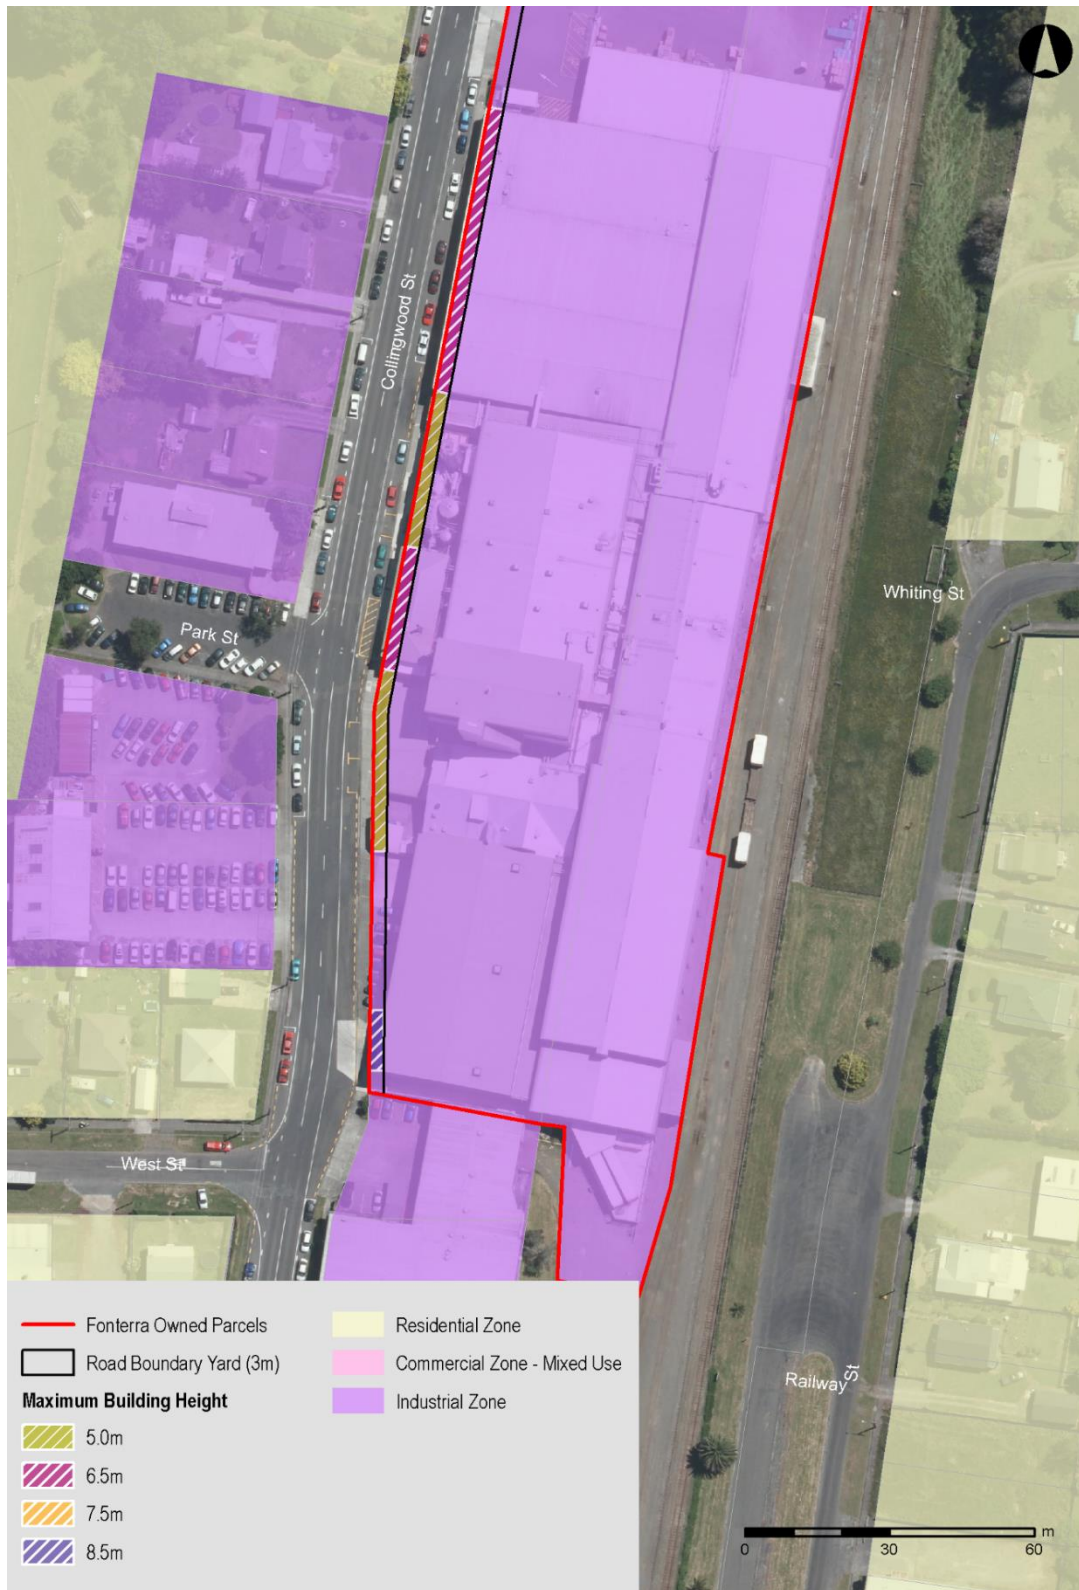 Collingwood St
Whiting St
Park St
West St
Railway St
Fonterra Owned Parcels
Road Boundary Yard (3m)
Maximum Building Height
5.0m
6.5m
7.5m
8.5m
Residential Zone
Commercial Zone - Mixed Use
Industrial Zone
m
0 30 60